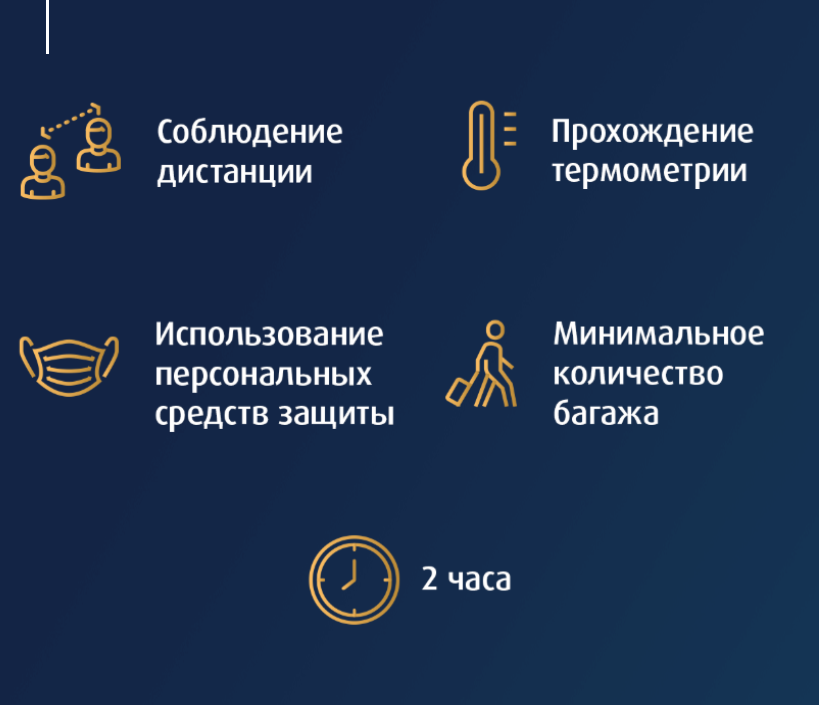 Соблюдение
дистанции
Прохождение
термометрии
Использование
персональных
средств защиты
Минимальное
количество
багажа
2 часа